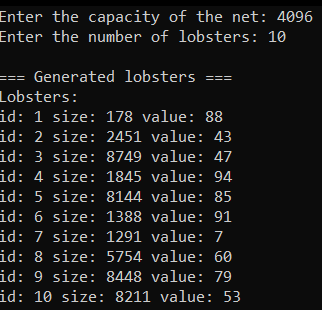 Enter the capacity of the net: 4096
Enter the number of lobsters: 10
=== Generated lobsters ===
Lobsters:
id: 1 size: 178 value: 88
id: 2 size: 2451 value: 43
id: 3 size: 8749 value: 47
id: 4 size: 1845 value: 94
id: 5 size: 8144 value: 85
id: 6 size: 1388 value: 91
id: 7 size: 1291 value: 7
id: 8 size: 5754 value: 60
id: 9 size: 8448 value: 79
id: 10 size: 8211 value: 53